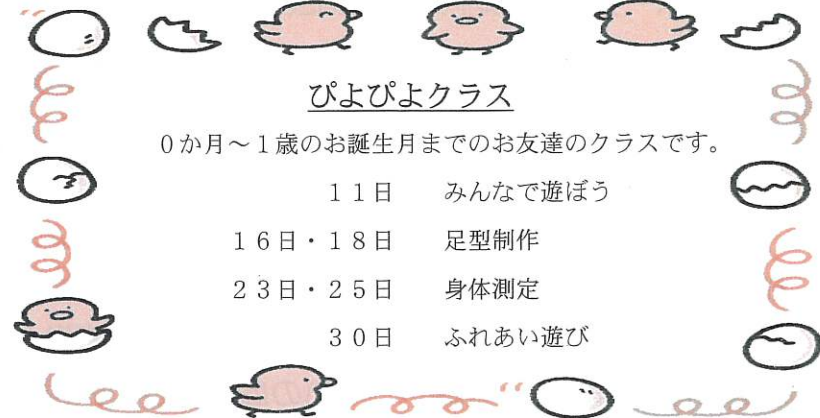 ぴよぴよクラス
０か月～１歳のお誕生月までのお友達のクラスです。
１１日　みんなで遊ぼう
１６日・１８日　足型制作
２３日・２５日　身体測定
３０日　ふれあい遊び